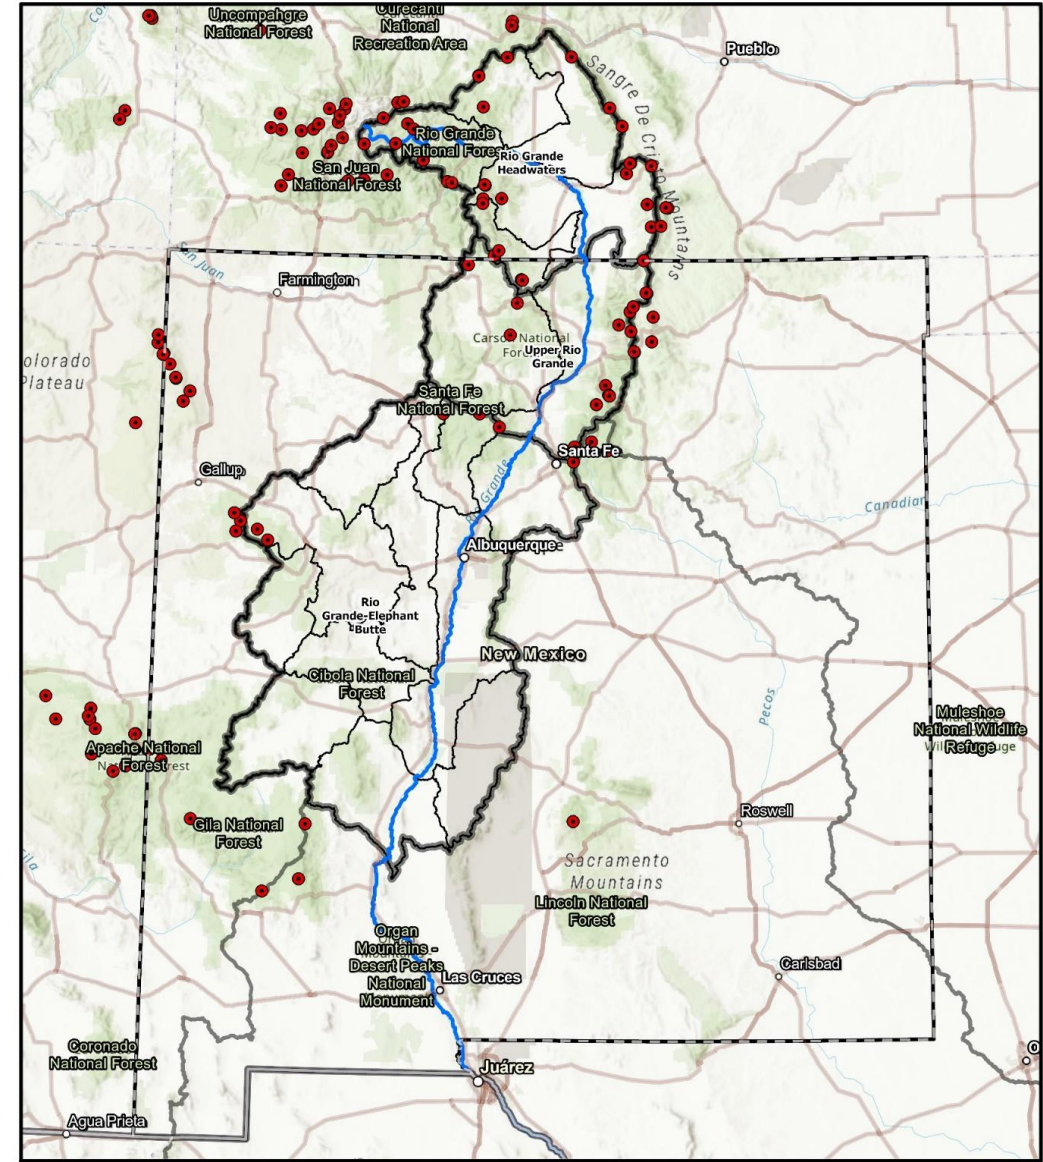 Uncompahgre
National Forest
Curecanti
National
Recreation Area
Pueblo
Sangre De Cristo Mountains
Rio Grande
National Forest
Rio Grande
Headwaters
San Juan
National Forest
San Juan
Farmington
Carson National
Forest
Upper Rio
Grande
olorado
Plateau
Santa Fe
National Forest
Santa Fe
Gallup
Rio Grande
Canadian
Albuquerque
Rio
Grande-Elephant
Butte
New Mexico
Cibola National
Forest
Pecos
Muleshoe
National Wildlife
Refuge
Apache National
Forest
Roswell
Gila National
Forest
ila
Sacramento
Mountains
Lincoln National
Forest
Organ
Mountains -
Desert Peaks
National
Monument
Las Cruces
Carlsbad
Coronado
National Forest
O
Juárez
Agua Prieta